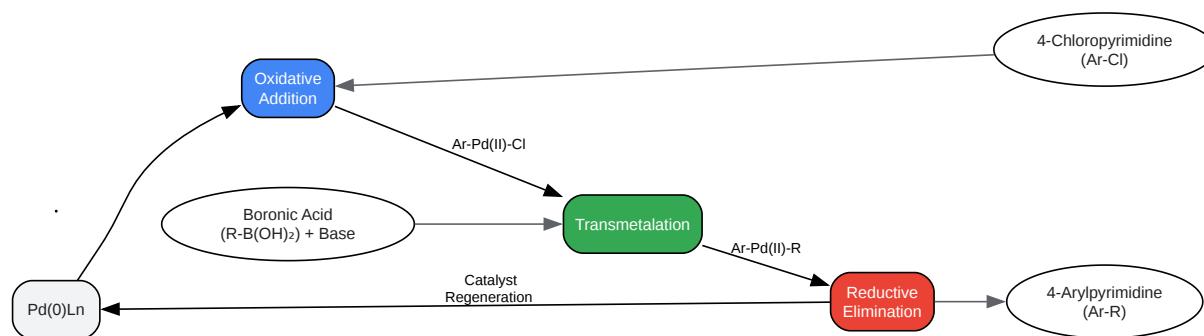 4-Chloropyrimidine
(Ar-Cl)
Oxidative
Addition
Ar-Pd(II)-Cl
Boronic Acid
(R-B(OH)₂) + Base
Transmetalation
Ar-Pd(II)-R
Catalyst
Regeneration
Pd(0)Ln
Reductive
Elimination
4-Arylpyrimidine
(Ar-R)